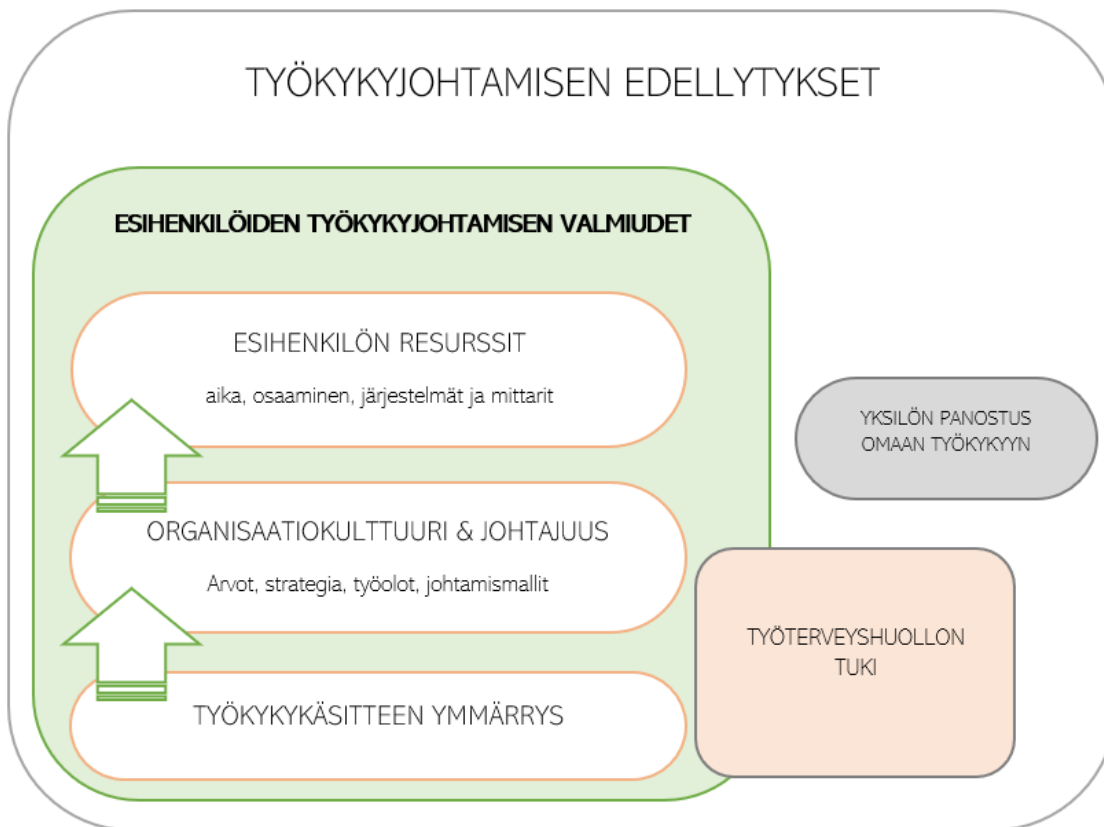 TYÖKYKYJOHTAMISEN EDELLYTYKSET
ESIHENKILÖIDEN TYÖKYKYJOHTAMISEN VALMIUDET
ESIHENKILÖN RESURSSIT
aika, osaaminen, järjestelmät ja mittarit
ORGANISAATIOKULTTUURI & JOHTAJUUS
Arvot, strategia, työolot, johtamismallit
TYÖKYKYKÄSITTEEN YMMÄRRYS
YKSILÖN PANOSTUS
OMAAN TYÖKYKYYN
TYÖTERVEYSHUOLLON
TUKI